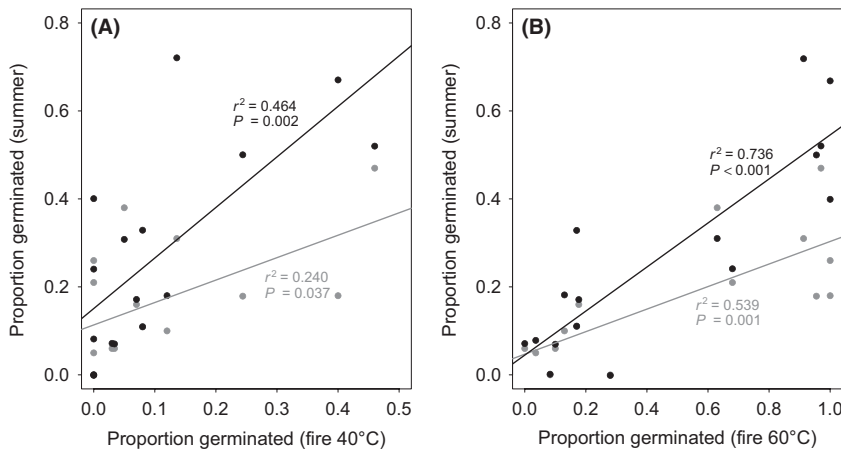 (A)
Proportion germinated (summer)
0.8
0.6
0.4
0.2
0.0
r² = 0.464
P = 0.002
r² = 0.240
P = 0.037
0.0 0.1 0.2 0.3 0.4 0.5
Proportion germinated (fire 40°C)
(B)
Proportion germinated (summer)
0.8
0.6
0.4
0.2
0.0
r² = 0.736
P < 0.001
r² = 0.539
P = 0.001
0.0 0.2 0.4 0.6 0.8 1.0
Proportion germinated (fire 60°C)